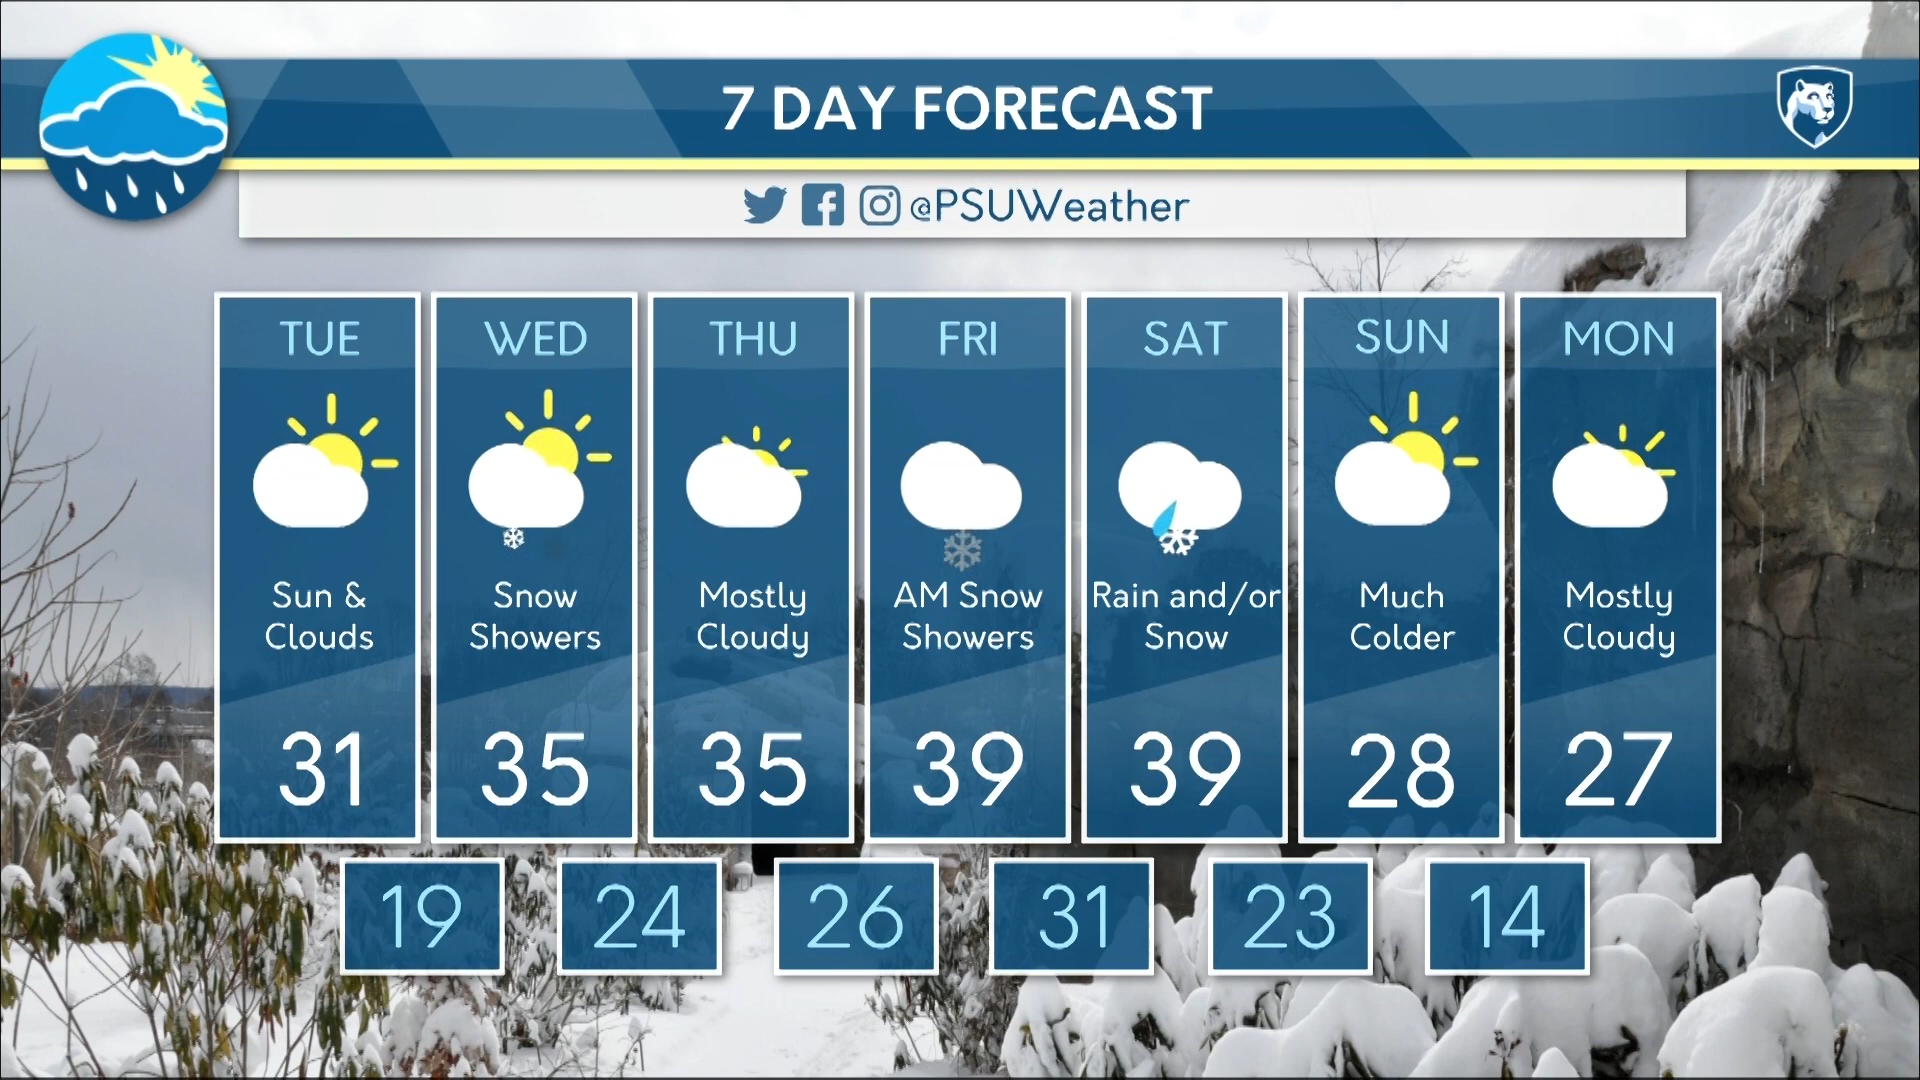 7 DAY FORECAST
@PSUWeather
TUE
Sun &
Clouds
31
WED
Snow
Showers
35
THU
Mostly
Cloudy
35
FRI
AM Snow
Showers
39
SAT
Rain and/or
Snow
39
SUN
Much
Colder
28
MON
Mostly
Cloudy
27
19
24
26
31
23
14